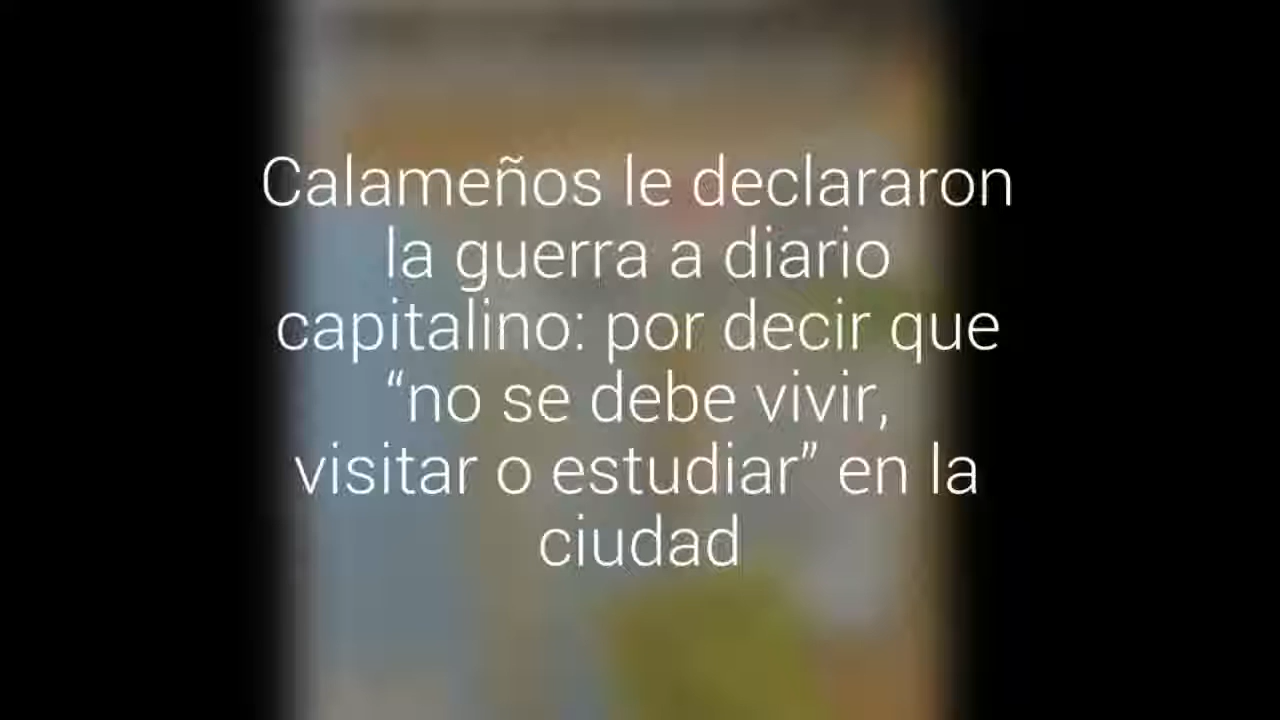 Calameños le declararon
la guerra a diario
capitalino: por decir que
“no se debe vivir,
visitar o estudiar” en la
ciudad